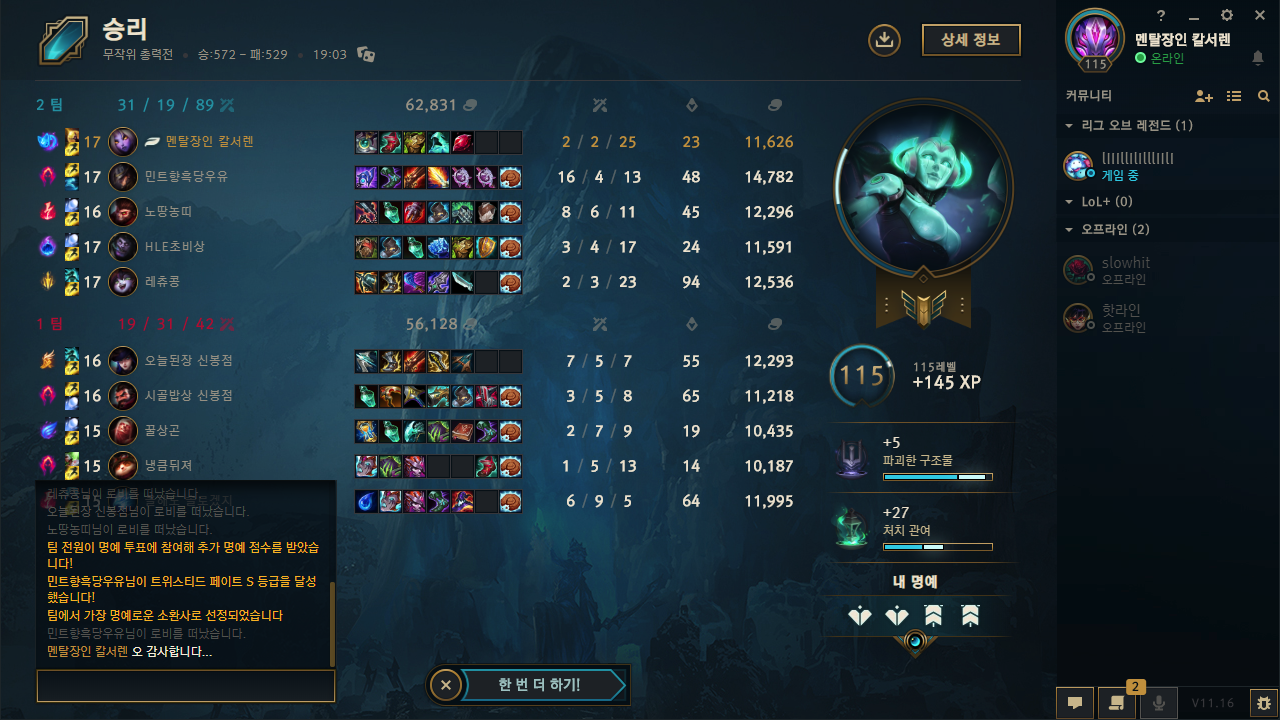 승리
무작위 총력전 • 승:572 – 패:529 • 19:03
상세 정보
2 팀 31 / 19 / 89 62,831
17 멘탈장인 칼서렌 2 / 2 / 25 23 11,626
17 민트향흑당우유 16 / 4 / 13 48 14,782
16 노땅농띠 8 / 6 / 11 45 12,296
17 HLE초비상 3 / 4 / 17 24 11,591
17 레츄콩 2 / 3 / 23 94 12,536
1 팀 19 / 31 / 42 56,128
16 오늘된장 신봉점 7 / 5 / 7 55 12,293
16 시골밥상 신봉점 3 / 5 / 8 65 11,218
15 꿀상곤 2 / 7 / 9 19 10,435
15 냉큼뒤져 1 / 5 / 13 14 10,187
6 / 9 / 5 64 11,995
레츄콩님이 로비를 떠났습니다.
오늘된장 신봉점님이 로비를 떠났습니다.
노땅농띠님이 로비를 떠났습니다.
팀 전원이 명예 투표에 참여해 추가 명예 점수를 받았습
니다!
민트향흑당우유님이 트위스티드 페이트 S 등급을 달성
했습니다!
팀에서 가장 명예로운 소환사로 선정되었습니다
민트향흑당우유님이 로비를 떠났습니다.
멘탈장인 칼서렌 오 감사합니다...
한 번 더 하기!
115
115레벨
+145 XP
+5
파괴한 구조물
+27
처치 관여
내 명예
115
멘탈장인 칼서렌
온라인
커뮤니티
리그 오브 레전드 (1)
게임 중
LoL+ (0)
오프라인 (2)
slowhit
오프라인
핫라인
오프라인
2
V11.16